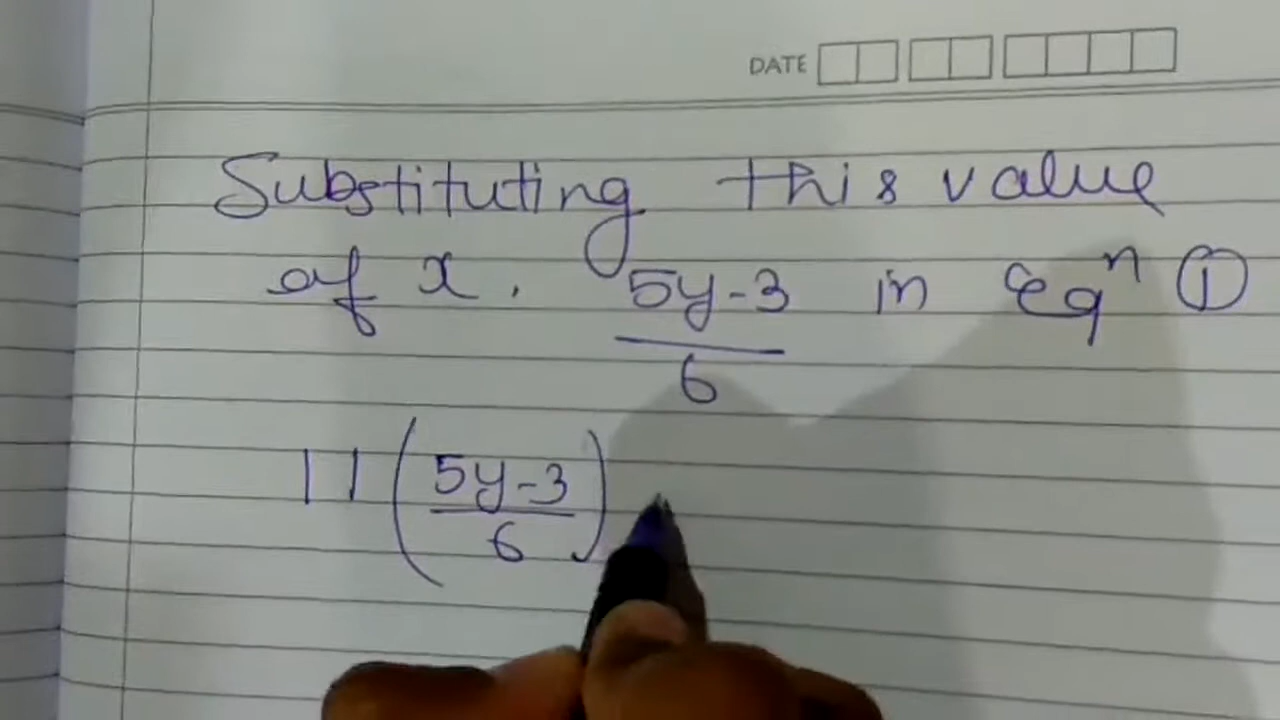 DATE
Substituting this value
of x. 5y-3/6 in Eqⁿ ①
11 (5y-3/6)